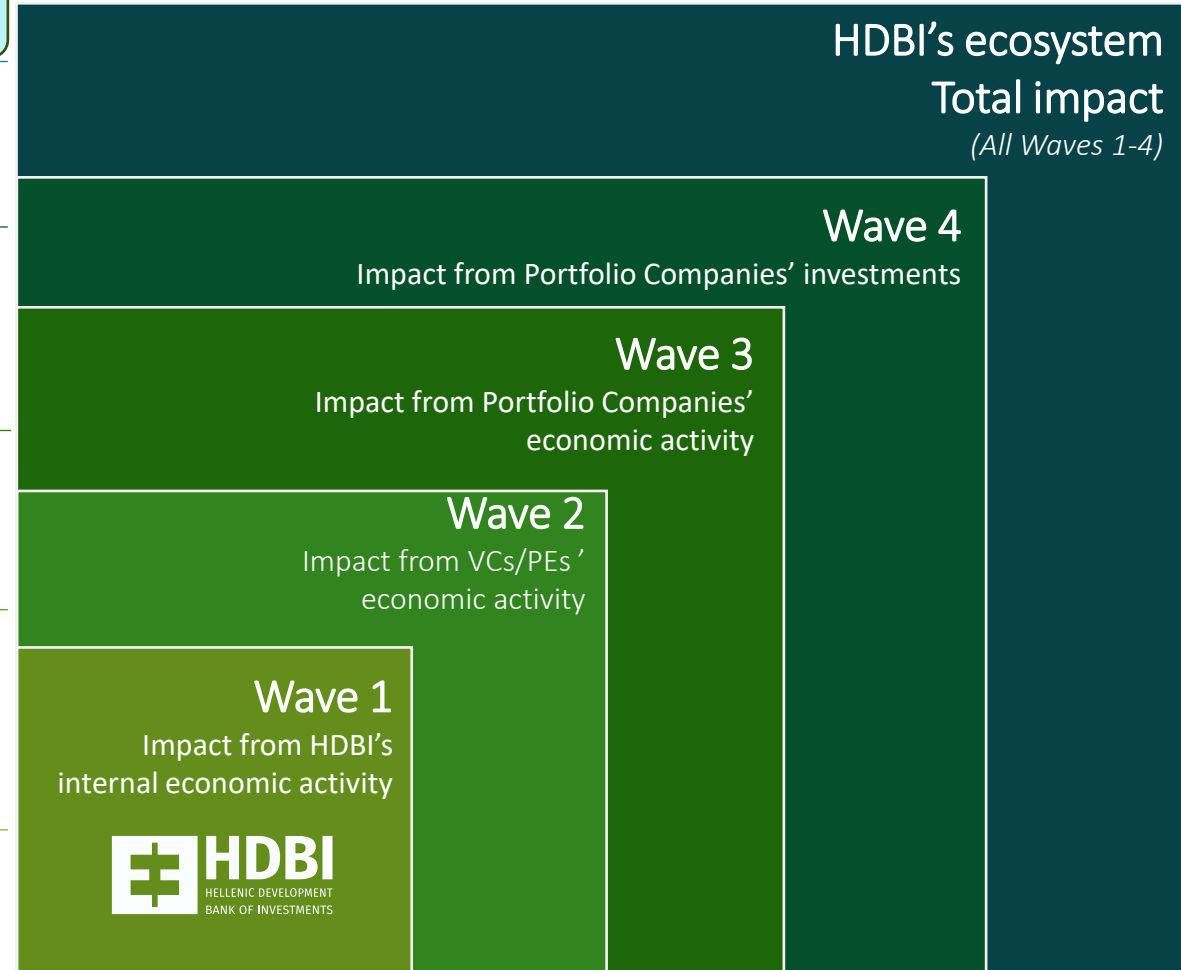 HDBI’s ecosystem
Total impact
(All Waves 1-4)
Wave 4
Impact from Portfolio Companies’ investments
Wave 3
Impact from Portfolio Companies’
economic activity
Wave 2
Impact from VCs/PEs ’
economic activity
Wave 1
Impact from HDBI’s
internal economic activity
HDBI
HELLENIC DEVELOPMENT
BANK OF INVESTMENTS